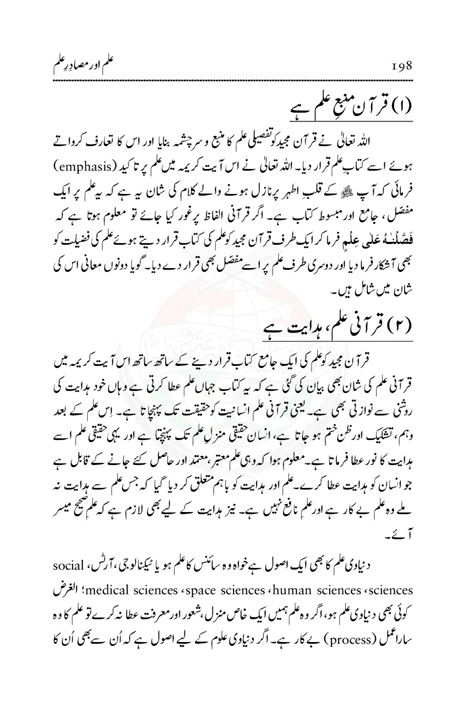 علم اور مصادرِ علم
198
(۱) قرآن منبعِ علم ہے
اللہ تعالیٰ نے قرآن مجید کو تفصیلی علم کا منبع و سرچشمہ بنایا اور اس کا تعارف کرواتے
ہوئے اسے کتابِ علم قرار دیا۔ اللہ تعالیٰ نے اس آیت کریمہ میں علم پر تاکید (emphasis)
فرمائی کہ آپ ﷺ کے قلبِ اطہر پر نازل ہونے والے کلام کی شان یہ ہے کہ یہ علم پر ایک
مفصّل، جامع اور مبسوط کتاب ہے۔ اگر قرآنی الفاظ پر غور کیا جائے تو معلوم ہوتا ہے کہ
فَصَّلْنٰهُ عَلٰى عِلْمٍ فرما کر ایک طرف قرآن مجید کو علم کی کتاب قرار دیتے ہوئے علم کی فضیلت کو
بھی آشکار فرما دیا اور دوسری طرف علم پر اسے مفصّل بھی قرار دے دیا۔ گویا دونوں معانی اس کی
شان میں شامل ہیں۔
(۲) قرآنی علم، ہدایت ہے
قرآن مجید کو علم کی ایک جامع کتاب قرار دینے کے ساتھ ساتھ اس آیت کریمہ میں
قرآنی علم کی شان بھی بیان کی گئی ہے کہ یہ کتاب جہاں علم عطا کرتی ہے وہاں خود ہدایت کی
روشنی سے نوازتی بھی ہے۔ یعنی قرآنی علم انسانیت کو حقیقت تک پہنچاتا ہے۔ اِس علم کے بعد
وہم، تشکیک اور ظن ختم ہو جاتا ہے، انسان حقیقی منزلِ علم تک پہنچتا ہے اور یہی حقیقی علم اسے
ہدایت کا نور عطا فرماتا ہے۔ معلوم ہوا کہ وہی علم معتبر، معتمد اور حاصل کئے جانے کے قابل ہے
جو انسان کو ہدایت عطا کرے۔ علم اور ہدایت کو باہم متعلق کر دیا گیا کہ جس علم سے ہدایت نہ
ملے وہ علم بے کار ہے اور علمِ نافع نہیں ہے۔ نیز ہدایت کے لیے بھی لازم ہے کہ علمِ صحیح میسر
آئے۔
دنیاوی علم کا بھی ایک اصول ہے خواہ وہ سائنس کا علم ہو یا ٹیکنالوجی، آرٹس، social
sciences، human sciences، space sciences، medical sciences؛ الغرض
کوئی بھی دنیاوی علم ہو، اگر وہ علم ہمیں ایک خاص منزل، شعور اور معرفت عطا نہ کرے تو علم کا وہ
سارا عمل (process) بے کار ہے۔ اگر دنیاوی علوم کے لیے اصول ہے کہ اُن سے بھی اُن کا